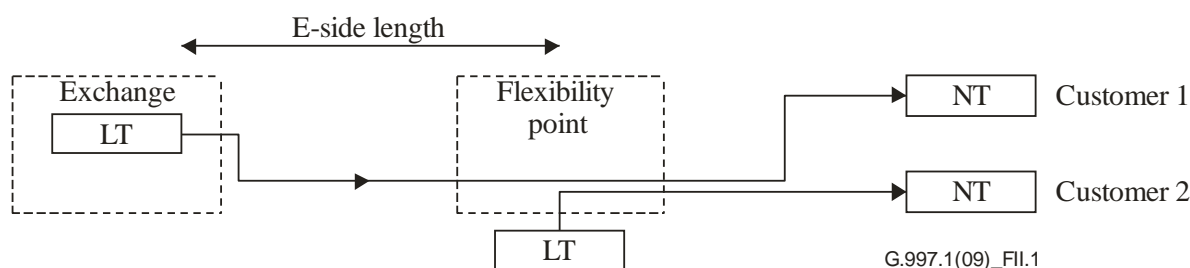 E-side length
Exchange
LT
Flexibility
point
NT
Customer 1
NT
Customer 2
LT
G.997.1(09)_FII.1